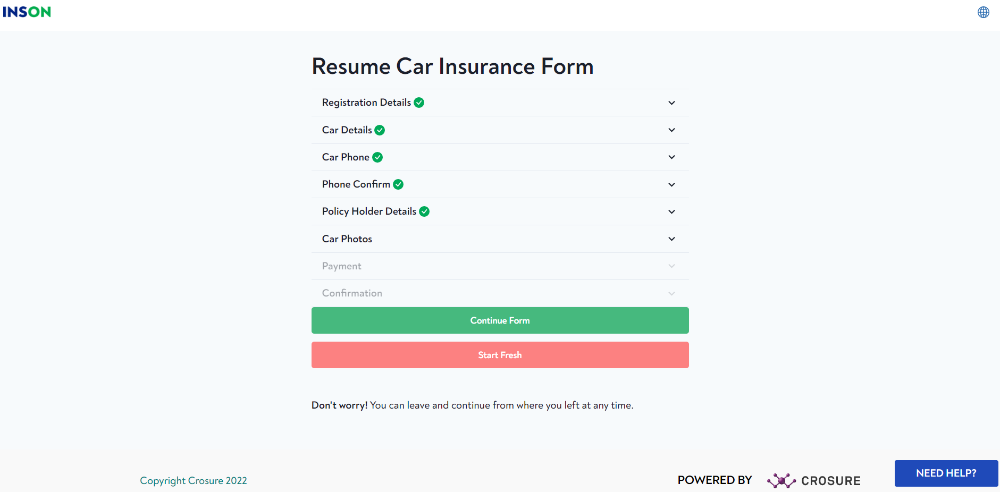 INSON
Resume Car Insurance Form
Registration Details
Car Details
Car Phone
Phone Confirm
Policy Holder Details
Car Photos
Payment
Confirmation
Continue Form
Start Fresh
Don't worry! You can leave and continue from where you left at any time.
Copyright Crosure 2022
POWERED BY
CROSURE
NEED HELP?